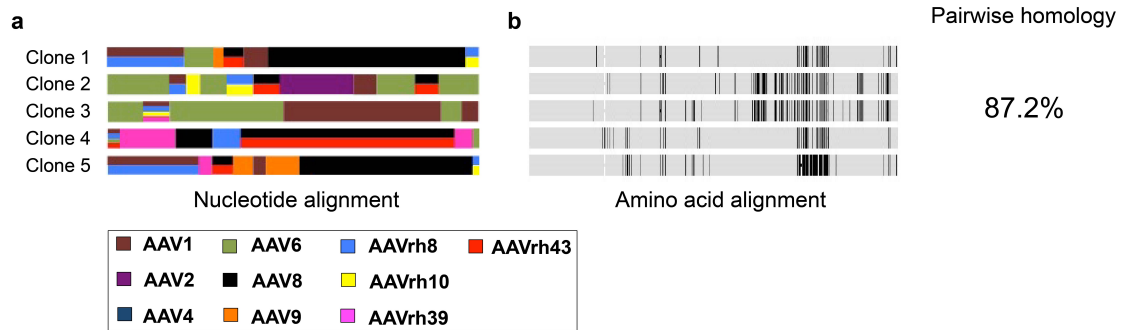 a
b
Pairwise homology
Clone 1
Clone 2
Clone 3
Clone 4
Clone 5
87.2%
Nucleotide alignment
Amino acid alignment
AAV1 AAV6 AAVrh8 AAVrh43
AAV2 AAV8 AAVrh10
AAV4 AAV9 AAVrh39